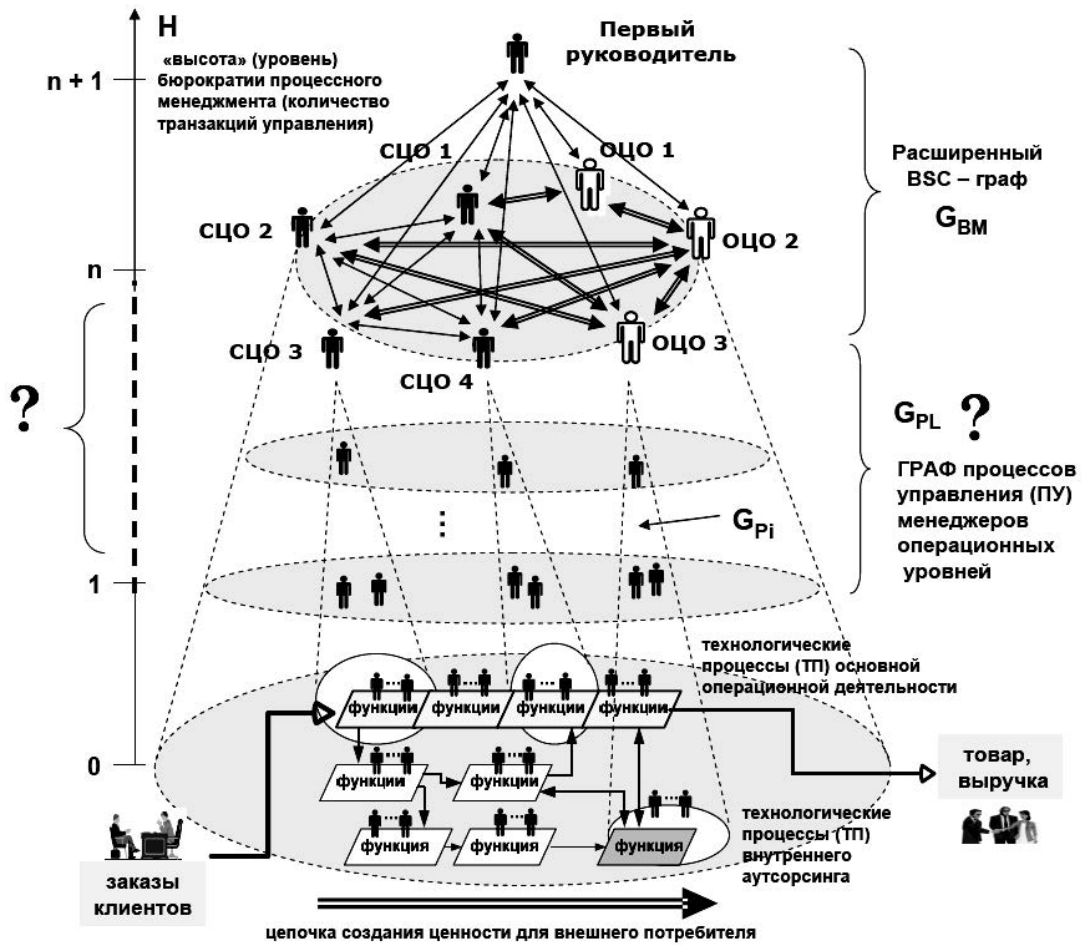 H
«высота» (уровень)
бюрократии процессного
менеджмента (количество
транзакций управления)
Первый
руководитель
n + 1
СЦО 1
ОЦО 1
СЦО 2
ОЦО 2
n
СЦО 3
СЦО 4
ОЦО 3
Расширенный
BSC – граф
G_BM
?
G_PL ?
ГРАФ процессов
управления (ПУ)
менеджеров
операционных
уровней
G_Pi
1
технологические
процессы (ТП) основной
операционной деятельности
функции
функции
функции
функции
0
функции
функции
товар,
выручка
функция
функция
функция
технологические
процессы (ТП)
внутреннего
аутсорсинга
заказы
клиентов
цепочка создания ценности для внешнего потребителя